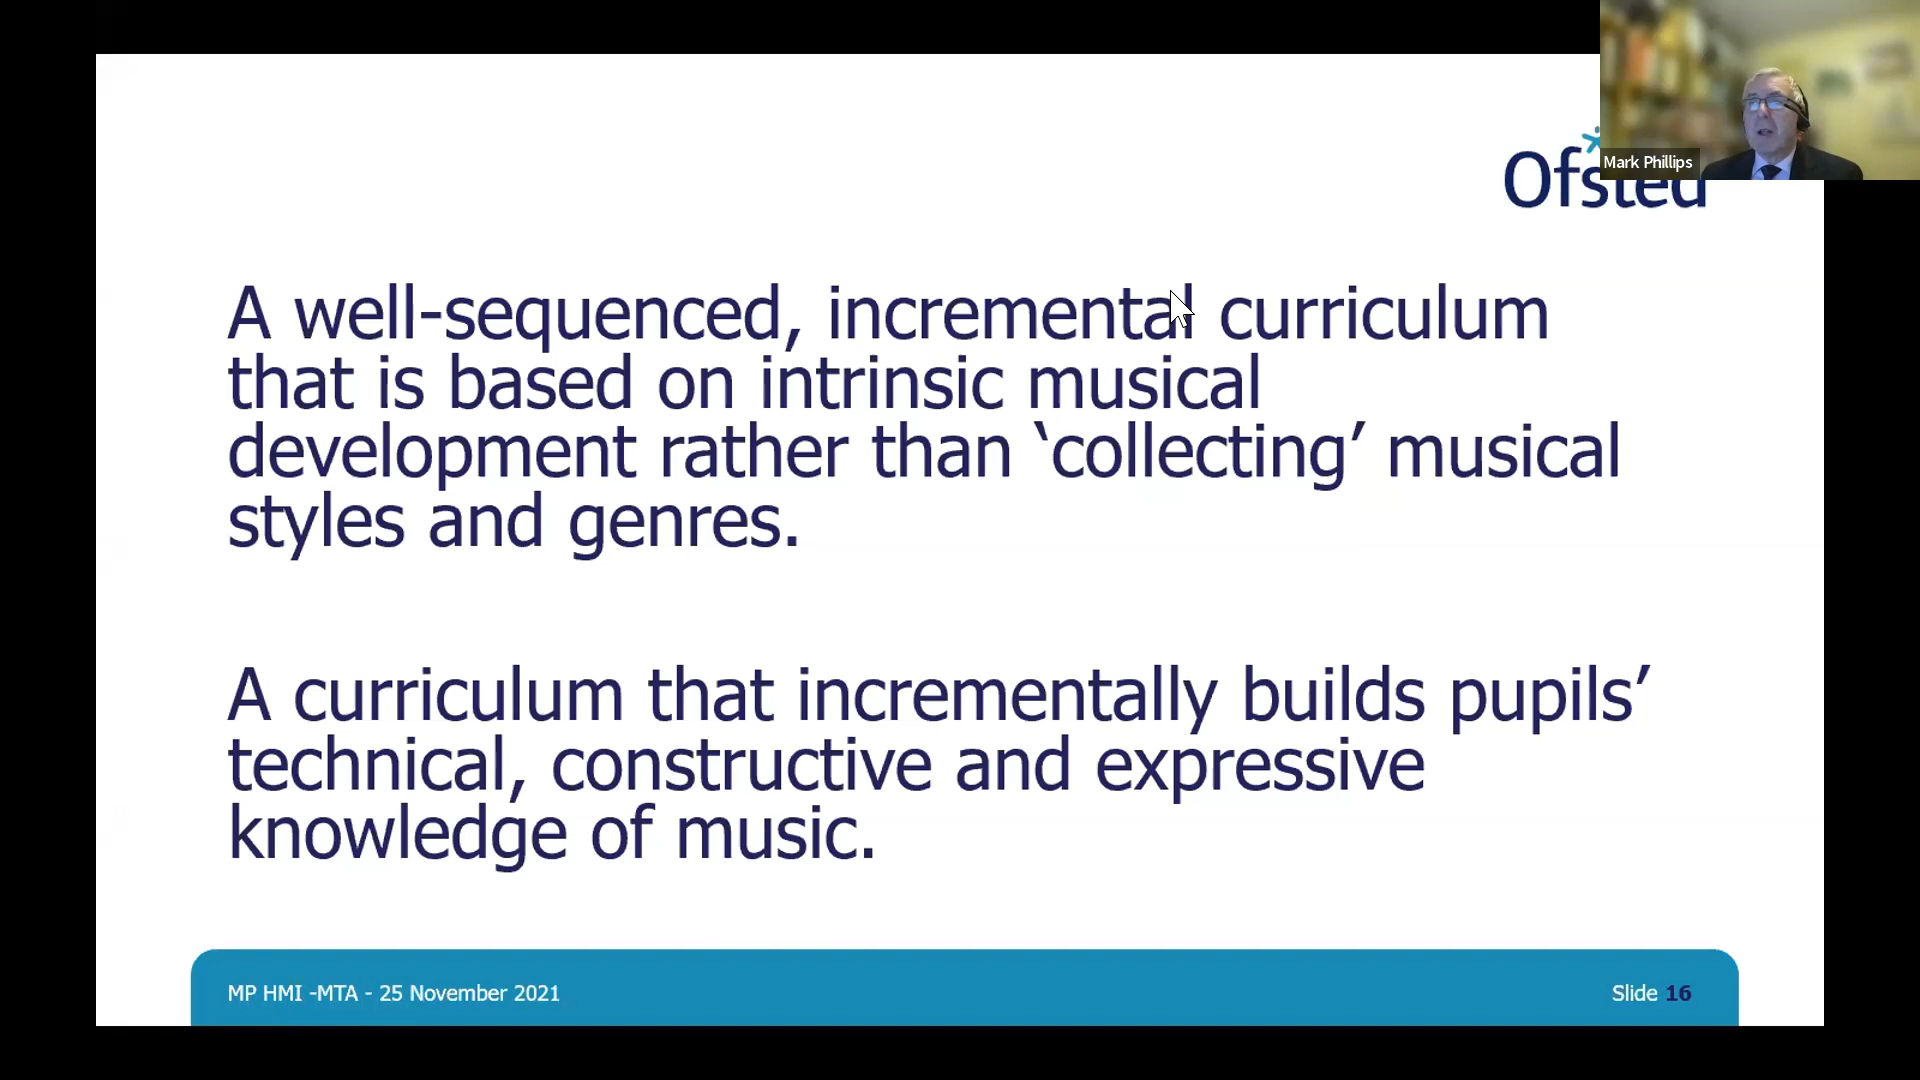 Mark Phillips
Ofsted
A well-sequenced, incremental curriculum
that is based on intrinsic musical
development rather than ‘collecting’ musical
styles and genres.
A curriculum that incrementally builds pupils’
technical, constructive and expressive
knowledge of music.
MP HMI -MTA - 25 November 2021
Slide 16